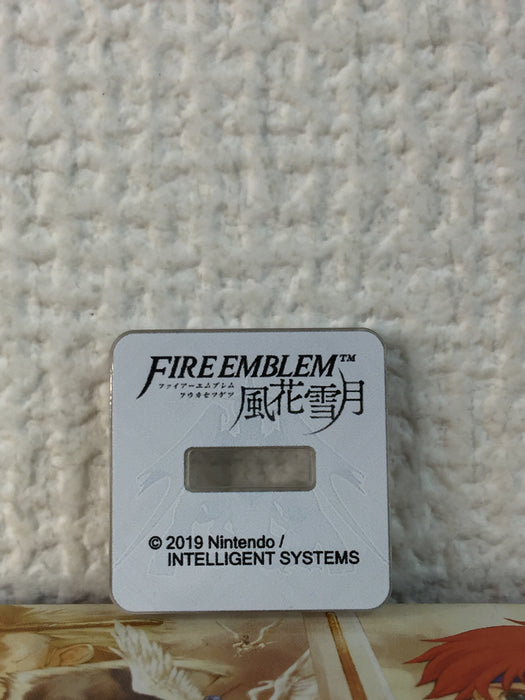 FIRE EMBLEM™
ファイアーエムブレム
フウカセツゲツ
風花雪月
© 2019 Nintendo /
INTELLIGENT SYSTEMS